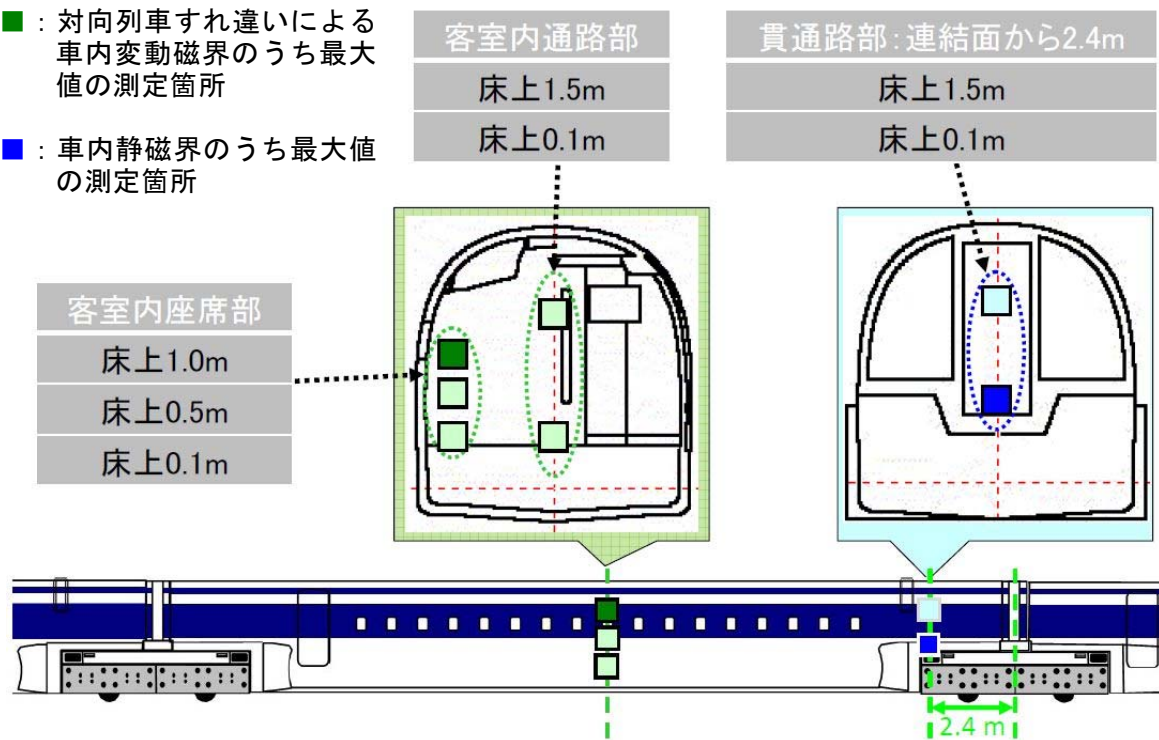 ■：対向列車すれ違いによる
車内変動磁界のうち最大
値の測定箇所
■：車内静磁界のうち最大値
の測定箇所
客室内通路部
床上1.5m
床上0.1m
貫通路部：連結面から2.4m
床上1.5m
床上0.1m
客室内座席部
床上1.0m
床上0.5m
床上0.1m
2.4 m